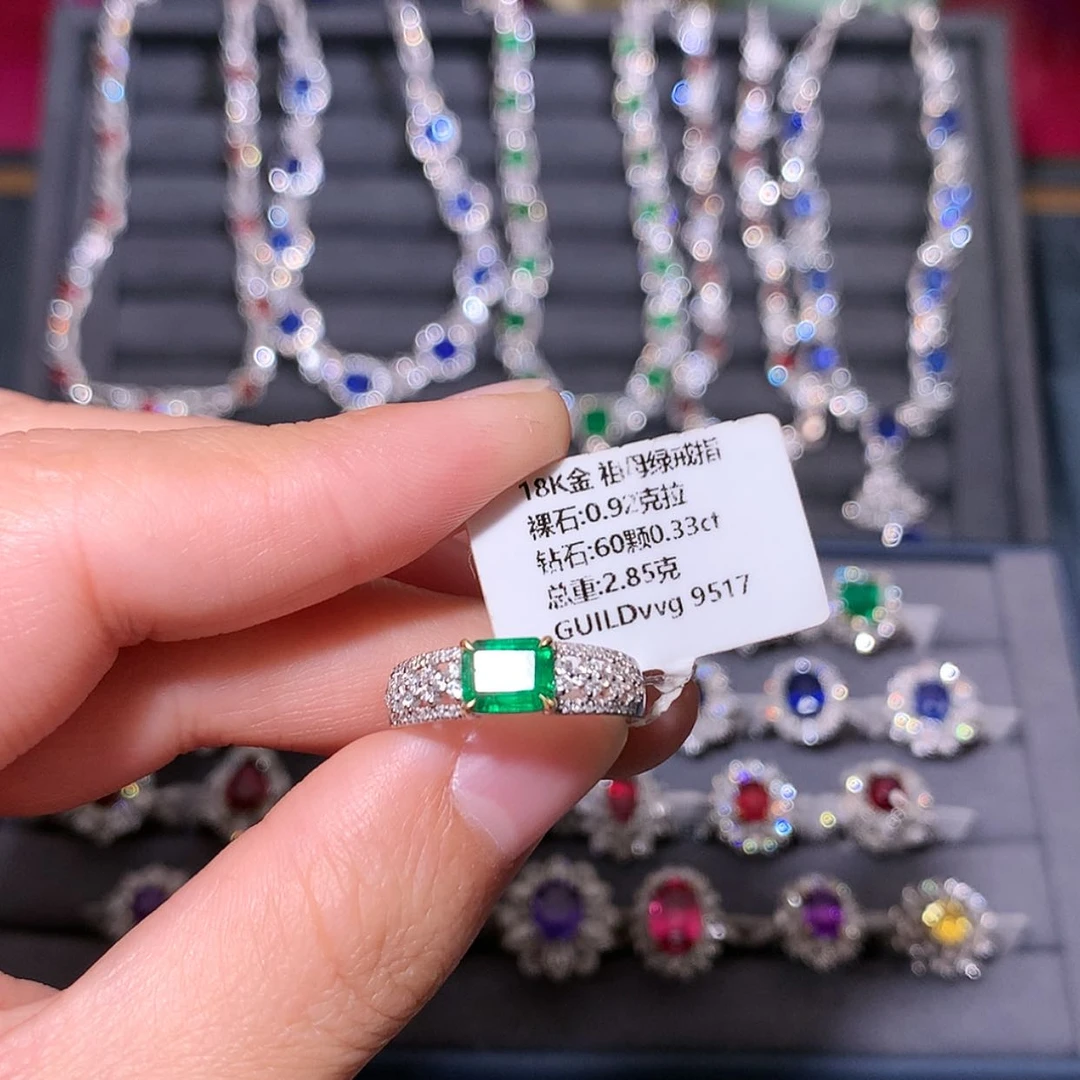 18K金 祖母绿戒指
裸石:0.92克拉
钻石:60颗0.33ct
总重:2.85克
GUILDvvg 9517